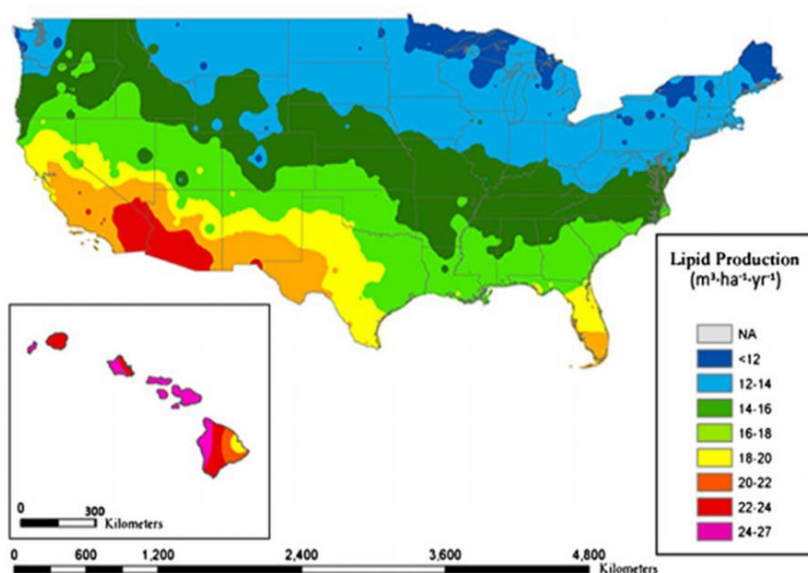 Lipid Production
(m³·ha⁻¹·yr⁻¹)
NA
<12
12-14
14-16
16-18
18-20
20-22
22-24
24-27
0 300
Kilometers
0 600 1,200 2,400 3,600 4,800
Kilometers